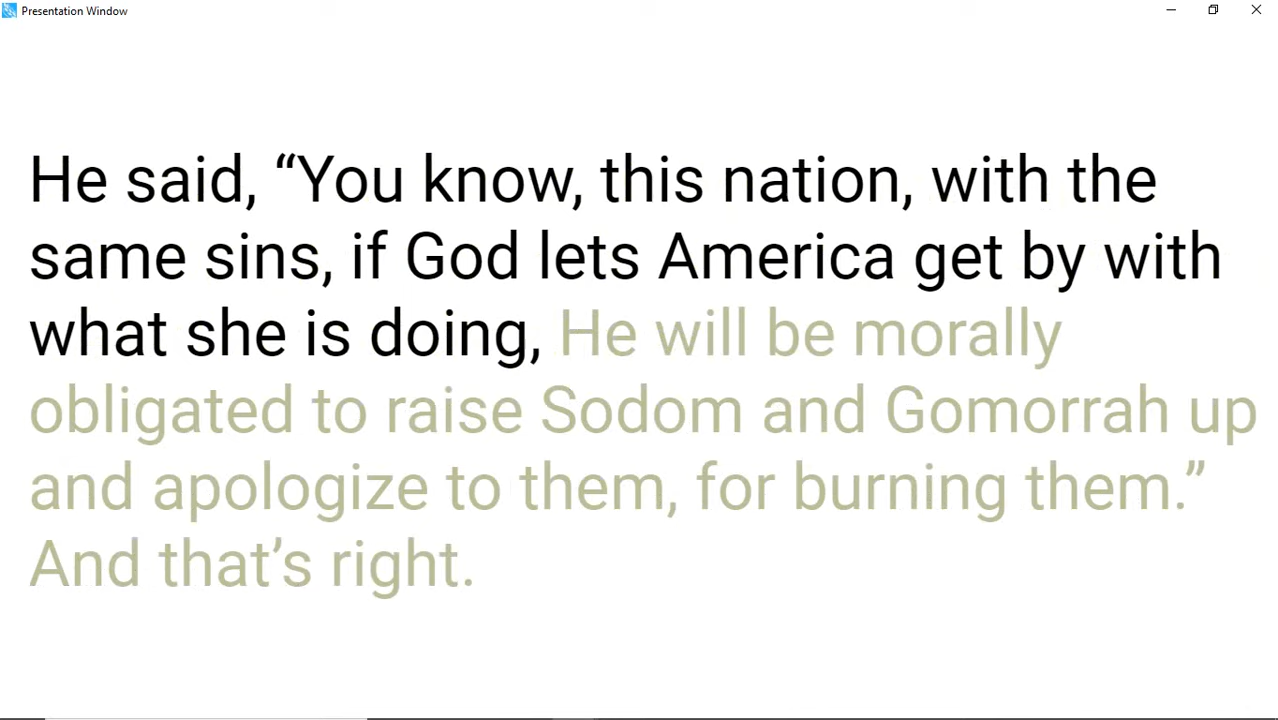 Presentation Window
He said, “You know, this nation, with the
same sins, if God lets America get by with
what she is doing, He will be morally
obligated to raise Sodom and Gomorrah up
and apologize to them, for burning them.”
And that’s right.